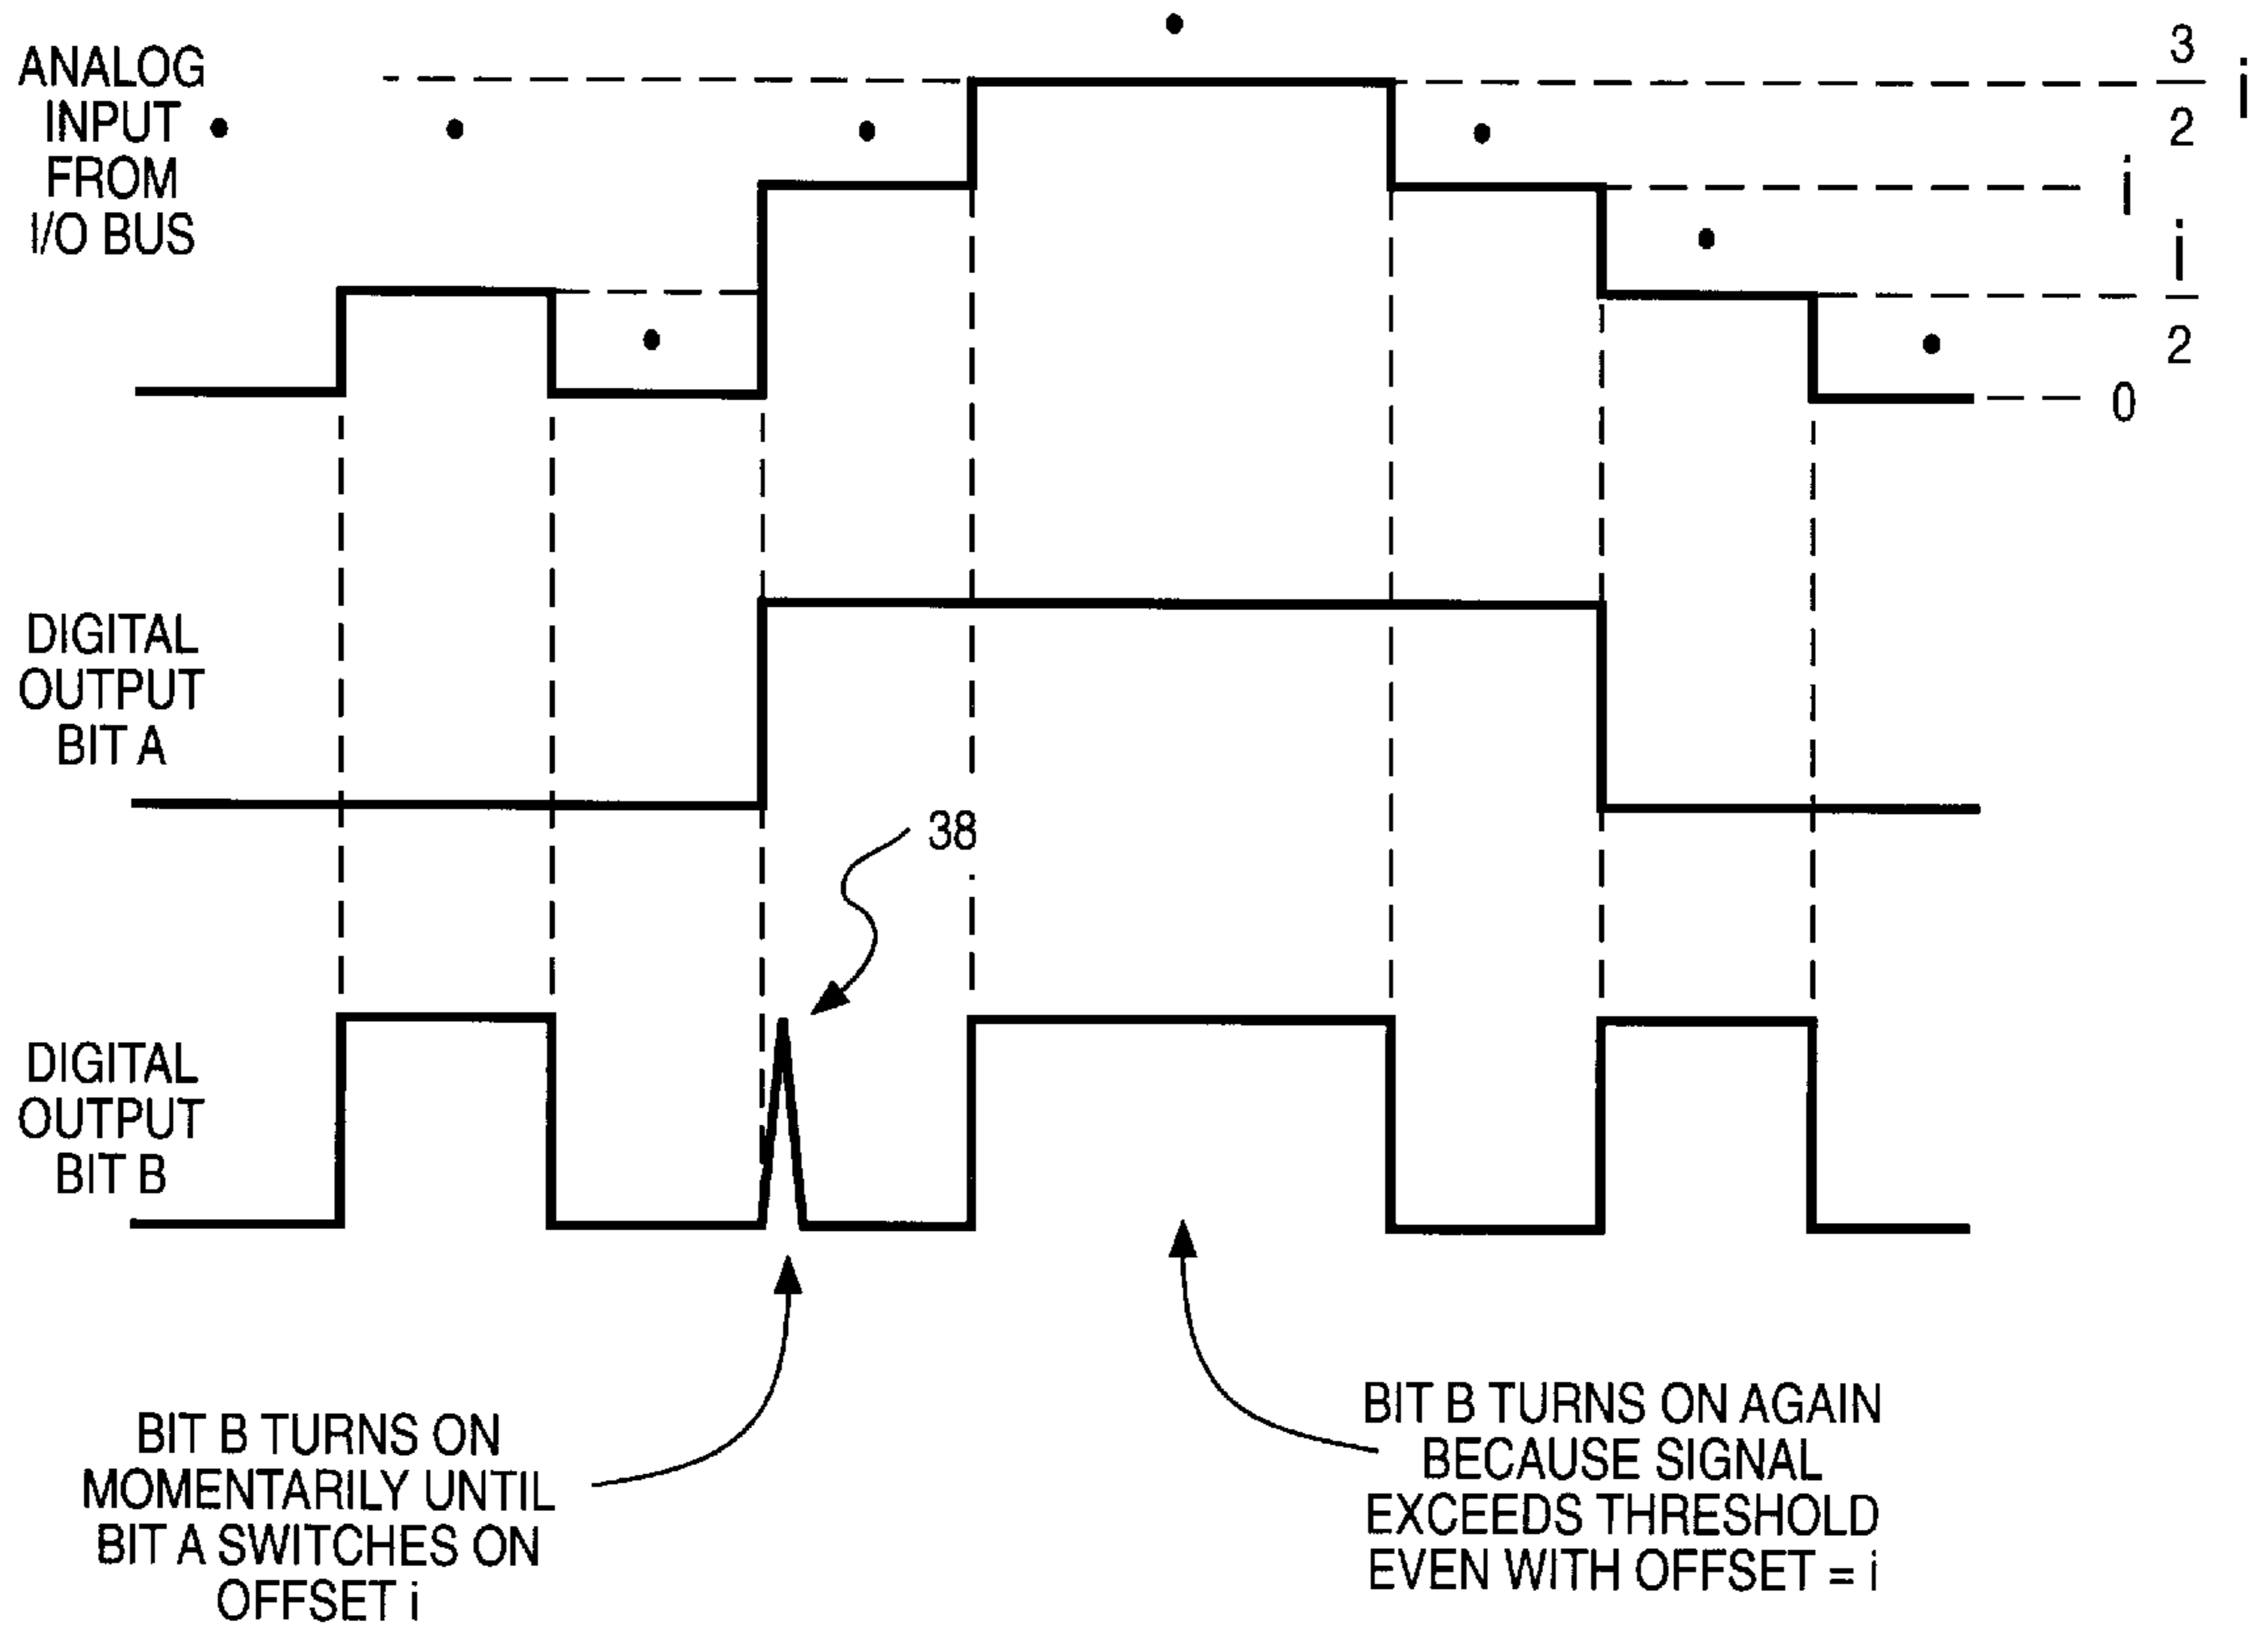 ANALOG
INPUT
FROM
I/O BUS
3
2
i
i
i
2
0
DIGITAL
OUTPUT
BIT A
38
DIGITAL
OUTPUT
BIT B
BIT B TURNS ON
MOMENTARILY UNTIL
BIT A SWITCHES ON
OFFSET i
BIT B TURNS ON AGAIN
BECAUSE SIGNAL
EXCEEDS THRESHOLD
EVEN WITH OFFSET = i